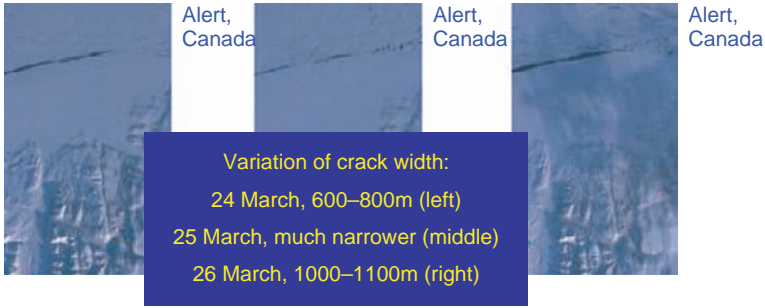 Alert,
Canada
Alert,
Canada
Alert,
Canada
Variation of crack width:
24 March, 600–800m (left)
25 March, much narrower (middle)
26 March, 1000–1100m (right)